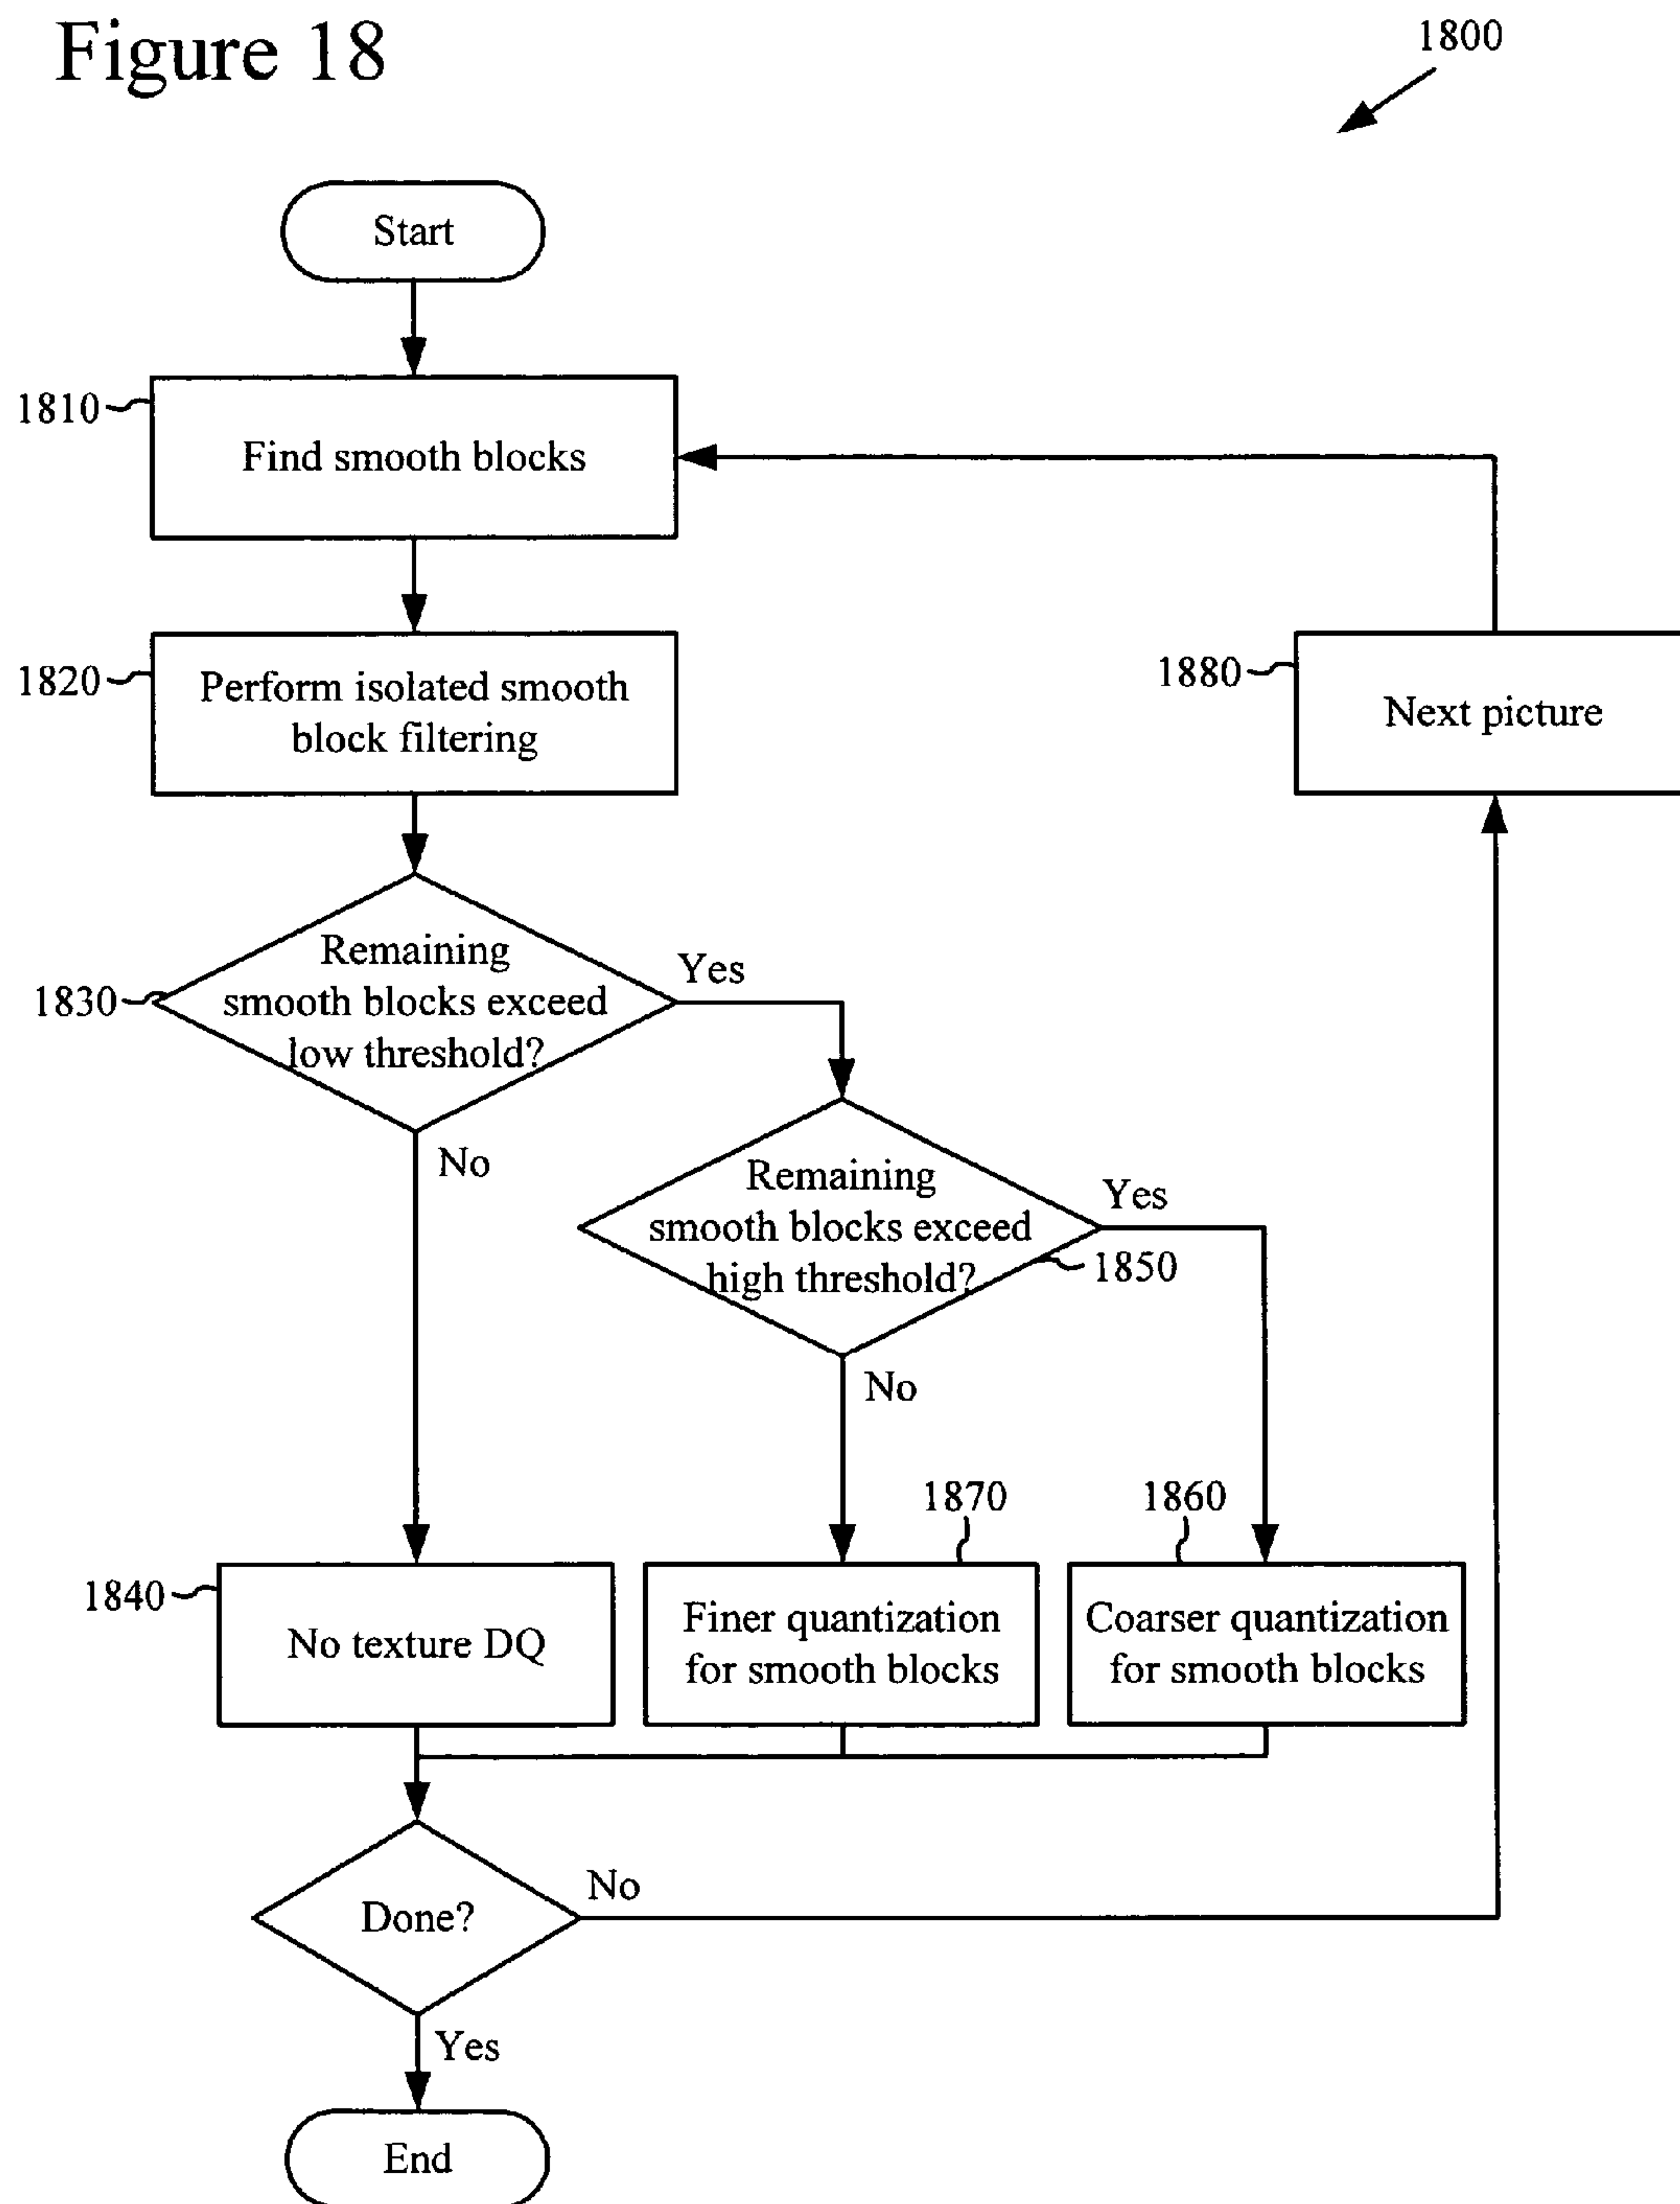 Figure 18
1800
Start
1810
Find smooth blocks
1820
Perform isolated smooth
block filtering
1880
Next picture
1830
Remaining
smooth blocks exceed
low threshold?
Yes
No
Remaining
smooth blocks exceed
high threshold?
Yes
1850
No
1870
1860
1840
No texture DQ
Finer quantization
for smooth blocks
Coarser quantization
for smooth blocks
Done?
No
Yes
End